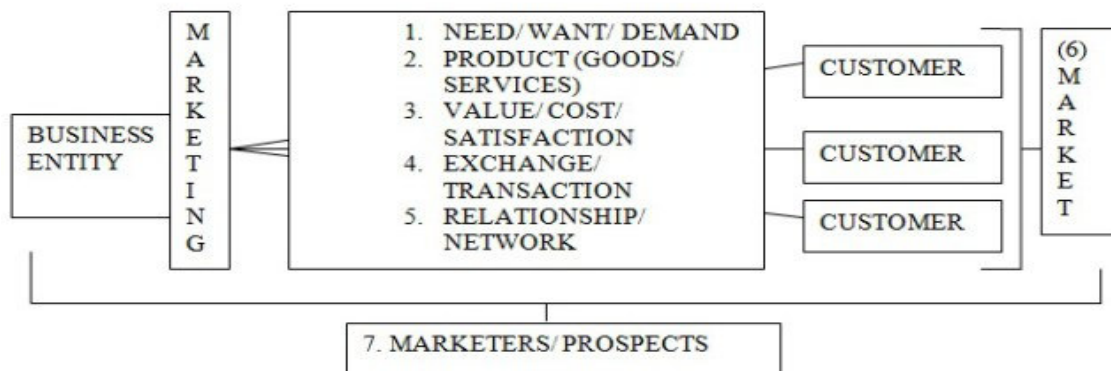 BUSINESS
ENTITY
M
A
R
K
E
T
I
N
G
1. NEED/ WANT/ DEMAND
2. PRODUCT (GOODS/
SERVICES)
3. VALUE/ COST/
SATISFACTION
4. EXCHANGE/
TRANSACTION
5. RELATIONSHIP/
NETWORK
CUSTOMER
CUSTOMER
CUSTOMER
(6)
M
A
R
K
E
T
7. MARKETERS/ PROSPECTS